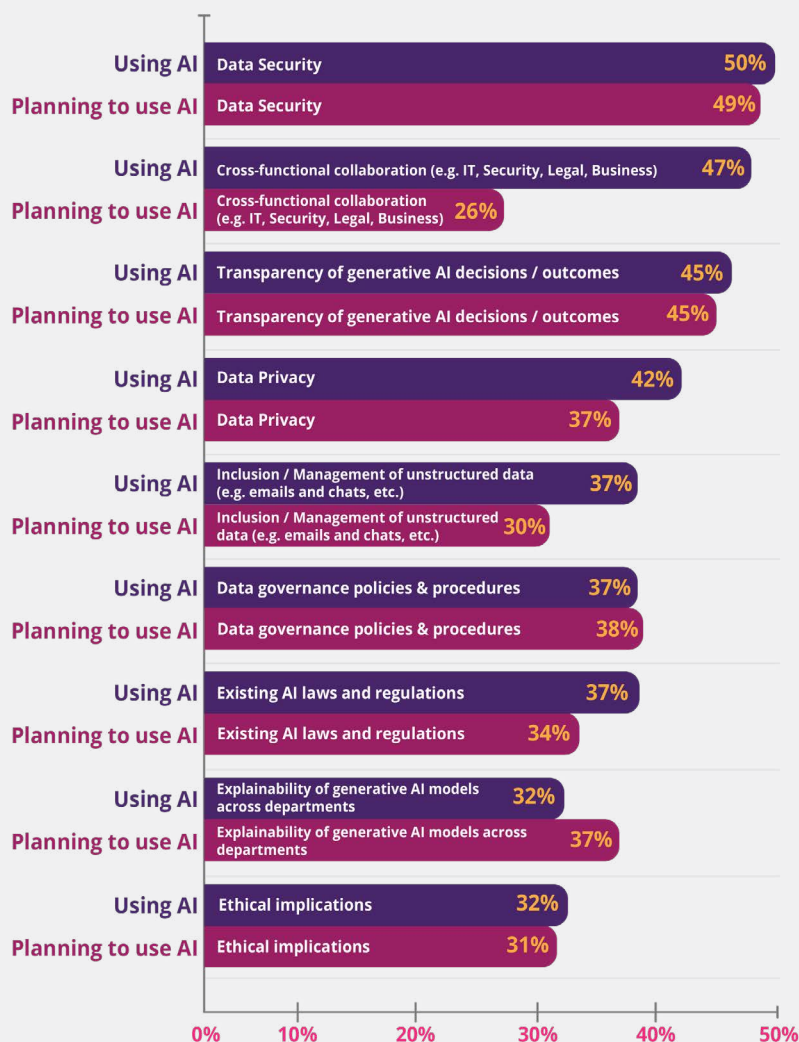 Using AI
Data Security
50%
Planning to use AI
Data Security
49%
Using AI
Cross-functional collaboration (e.g. IT, Security, Legal, Business)
47%
Planning to use AI
Cross-functional collaboration
(e.g. IT, Security, Legal, Business)
26%
Using AI
Transparency of generative AI decisions / outcomes
45%
Planning to use AI
Transparency of generative AI decisions / outcomes
45%
Using AI
Data Privacy
42%
Planning to use AI
Data Privacy
37%
Using AI
Inclusion / Management of unstructured data
(e.g. emails and chats, etc.)
37%
Planning to use AI
Inclusion / Management of unstructured
data (e.g. emails and chats, etc.)
30%
Using AI
Data governance policies & procedures
37%
Planning to use AI
Data governance policies & procedures
38%
Using AI
Existing AI laws and regulations
37%
Planning to use AI
Existing AI laws and regulations
34%
Using AI
Explainability of generative AI models
across departments
32%
Planning to use AI
Explainability of generative AI models across
departments
37%
Using AI
Ethical implications
32%
Planning to use AI
Ethical implications
31%
0% 10% 20% 30% 40% 50%